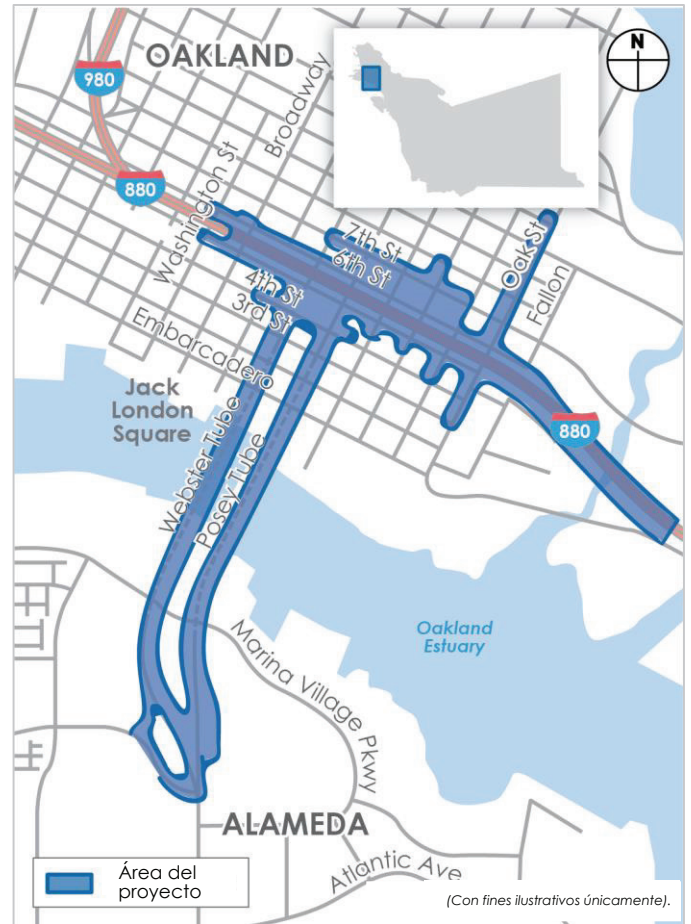 OAKLAND
N
980
Broadway
880
Washington St
7th St
6th St
Oak St
4th St
3rd St
Fallon
Embarcadero
Jack
London
Square
880
Webster Tube
Posey Tube
Oakland
Estuary
Marina Village Pkwy
ALAMEDA
Atlantic Ave
Área del
proyecto
(Con fines ilustrativos únicamente).